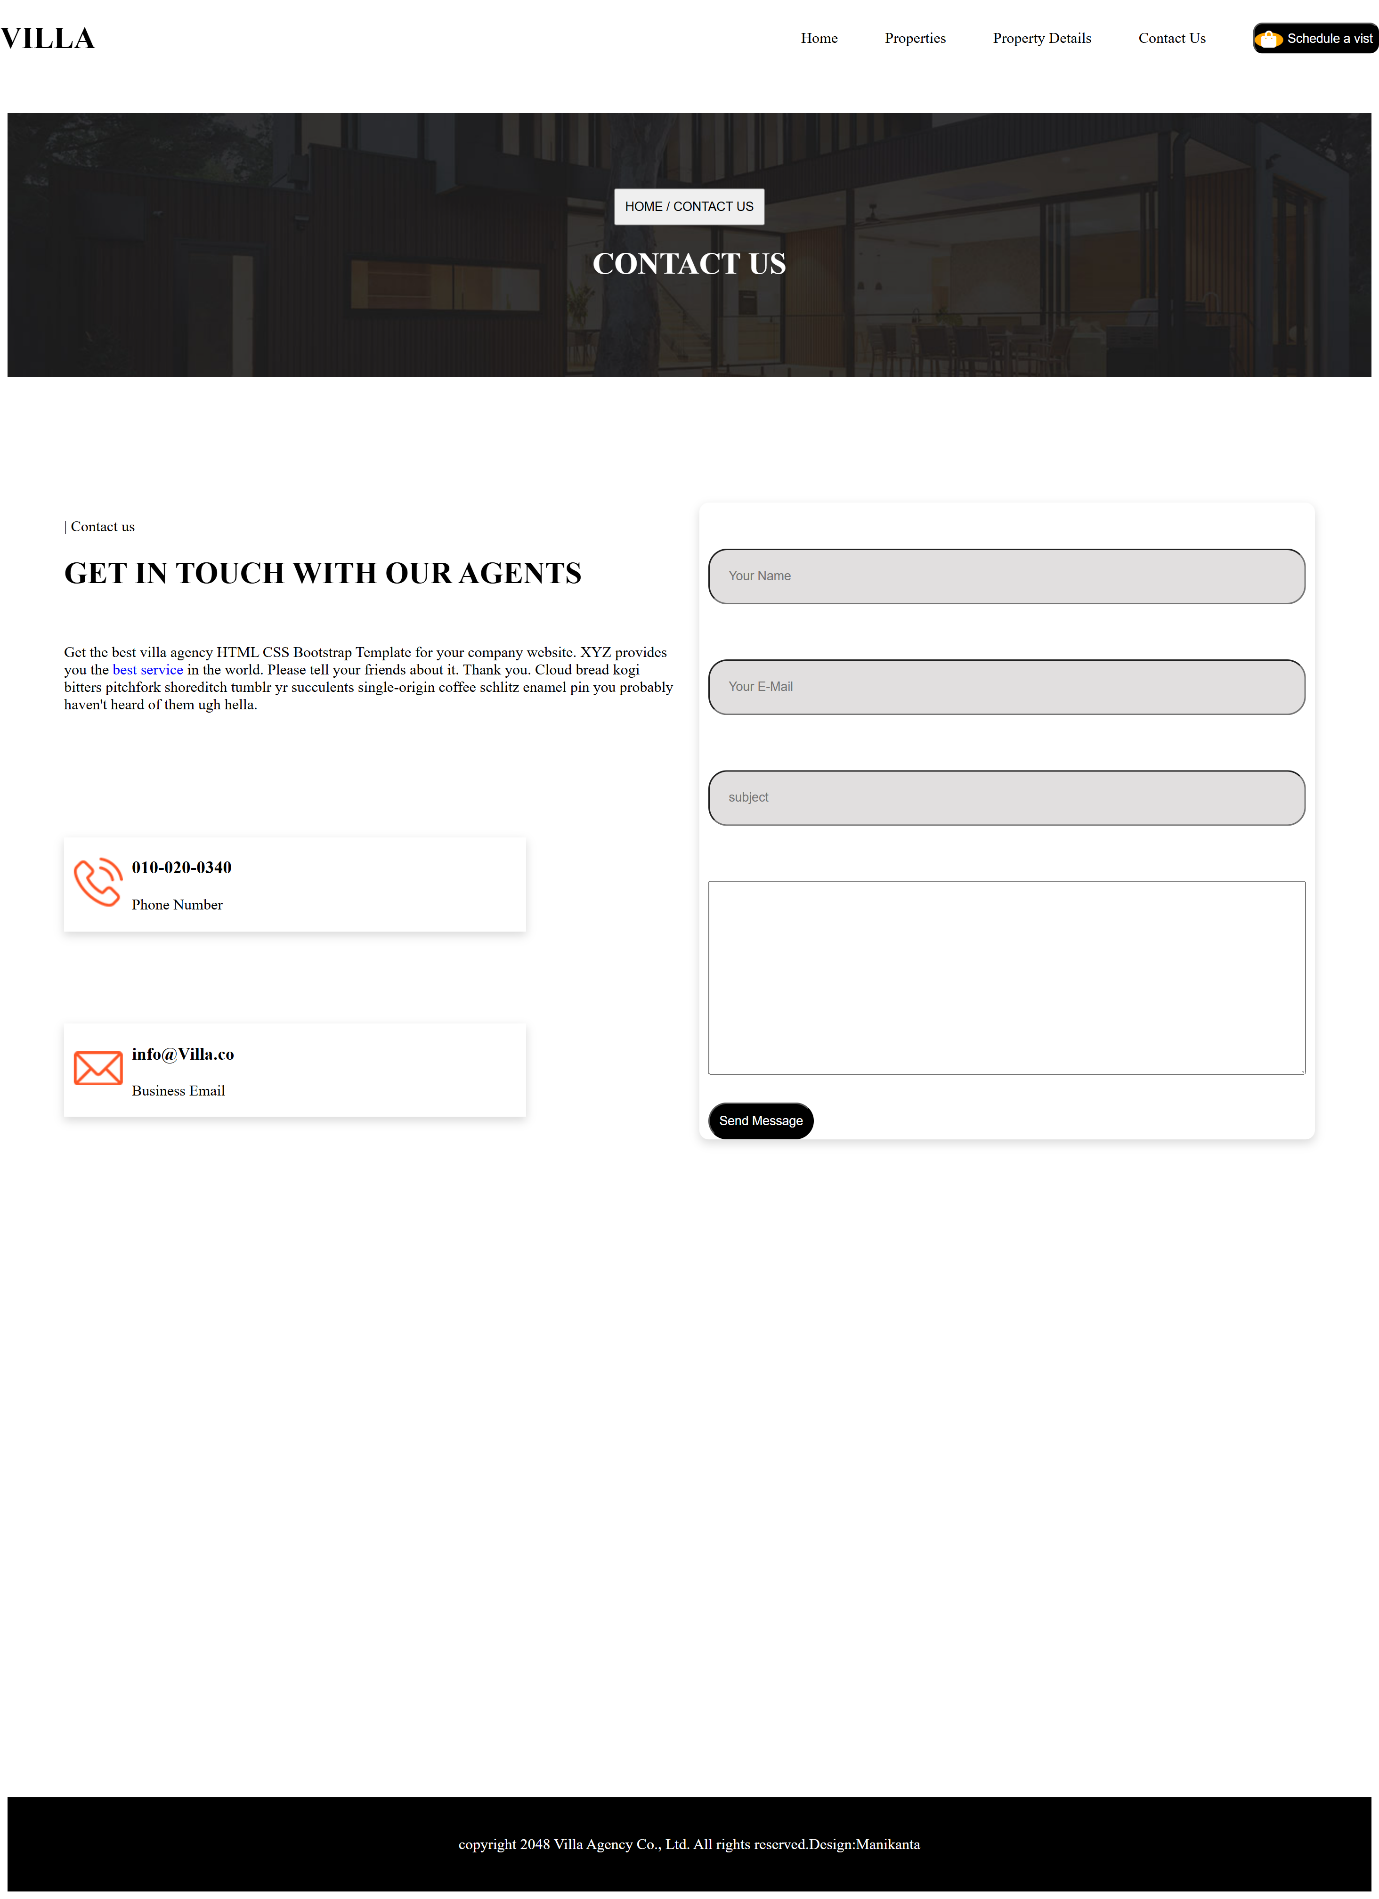 VILLA
Home
Properties
Property Details
Contact Us
Schedule a vist
HOME / CONTACT US
CONTACT US
| Contact us
GET IN TOUCH WITH OUR AGENTS
Get the best villa agency HTML CSS Bootstrap Template for your company website. XYZ provides
you the best service in the world. Please tell your friends about it. Thank you. Cloud bread kogi
bitters pitchfork shoreditch tumblr yr succulents single-origin coffee schlitz enamel pin you probably
haven't heard of them ugh hella.
010-020-0340
Phone Number
info@Villa.co
Business Email
Your Name
Your E-Mail
subject
Send Message
copyright 2048 Villa Agency Co., Ltd. All rights reserved.Design:Manikanta